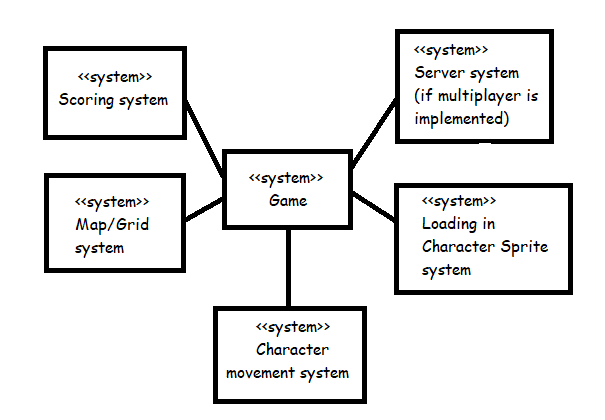 <<system>>
Scoring system
<<system>>
Server system
(if multiplayer is
implemented)
<<system>>
Game
<<system>>
Map/Grid
system
<<system>>
Loading in
Character Sprite
system
<<system>>
Character
movement system